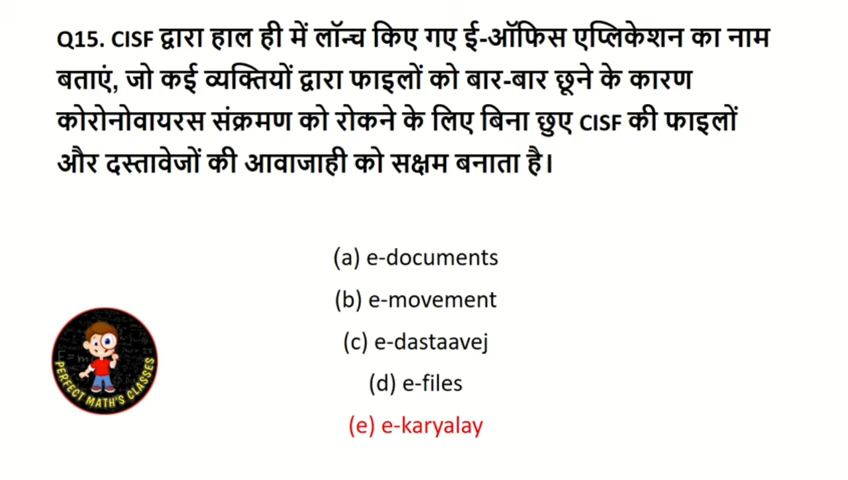 Q15. CISF द्वारा हाल ही में लॉन्च किए गए ई-ऑफिस एप्लिकेशन का नाम
बताएं, जो कई व्यक्तियों द्वारा फाइलों को बार-बार छूने के कारण
कोरोनोवायरस संक्रमण को रोकने के लिए बिना छुए CISF की फाइलों
और दस्तावेजों की आवाजाही को सक्षम बनाता है।
(a) e-documents
(b) e-movement
(c) e-dastaavej
(d) e-files
(e) e-karyalay
PERFECT MATH'S CLASSES